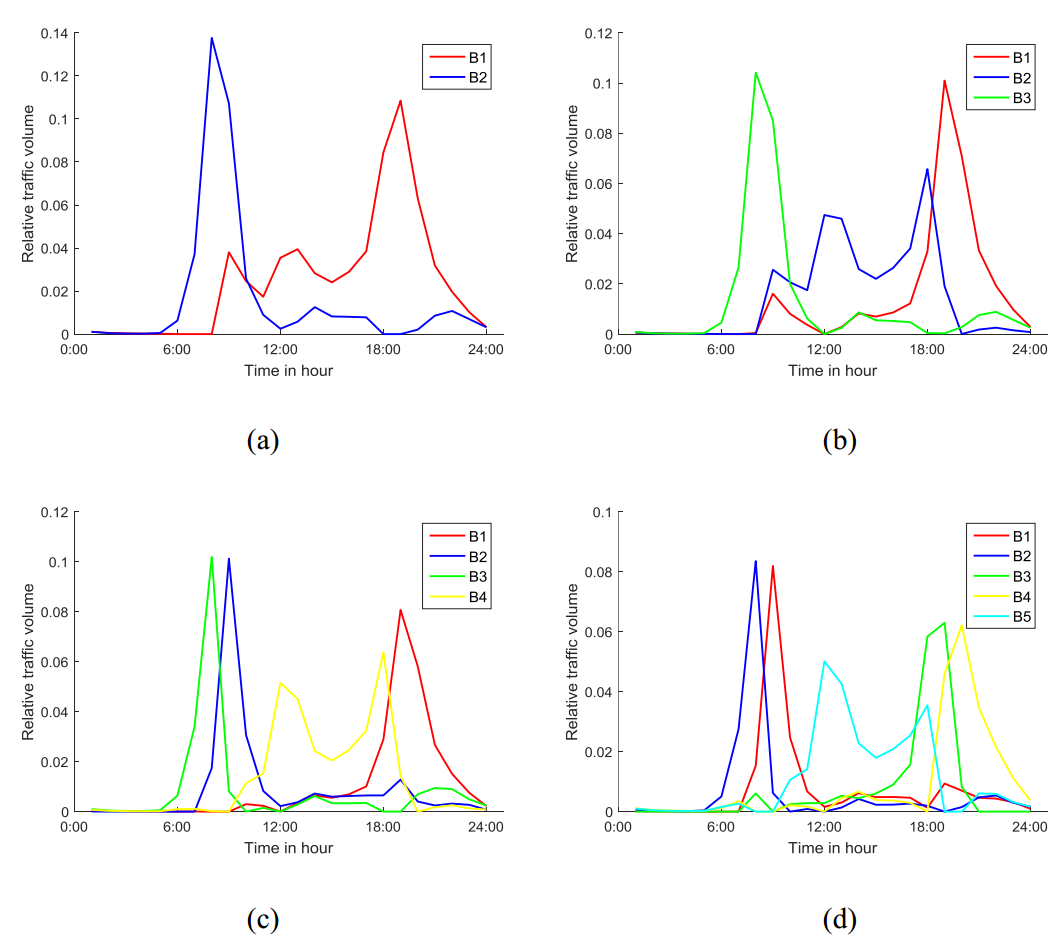 0.14
0.12
0.1
0.08
0.06
0.04
0.02
0
Relative traffic volume
0:00 6:00 12:00 18:00 24:00
Time in hour
B1
B2
(a)
0.12
0.1
0.08
0.06
0.04
0.02
0
Relative traffic volume
0:00 6:00 12:00 18:00 24:00
Time in hour
B1
B2
B3
(b)
0.12
0.1
0.08
0.06
0.04
0.02
0
Relative traffic volume
0:00 6:00 12:00 18:00 24:00
Time in hour
B1
B2
B3
B4
(c)
0.1
0.08
0.06
0.04
0.02
0
Relative traffic volume
0:00 6:00 12:00 18:00 24:00
Time in hour
B1
B2
B3
B4
B5
(d)